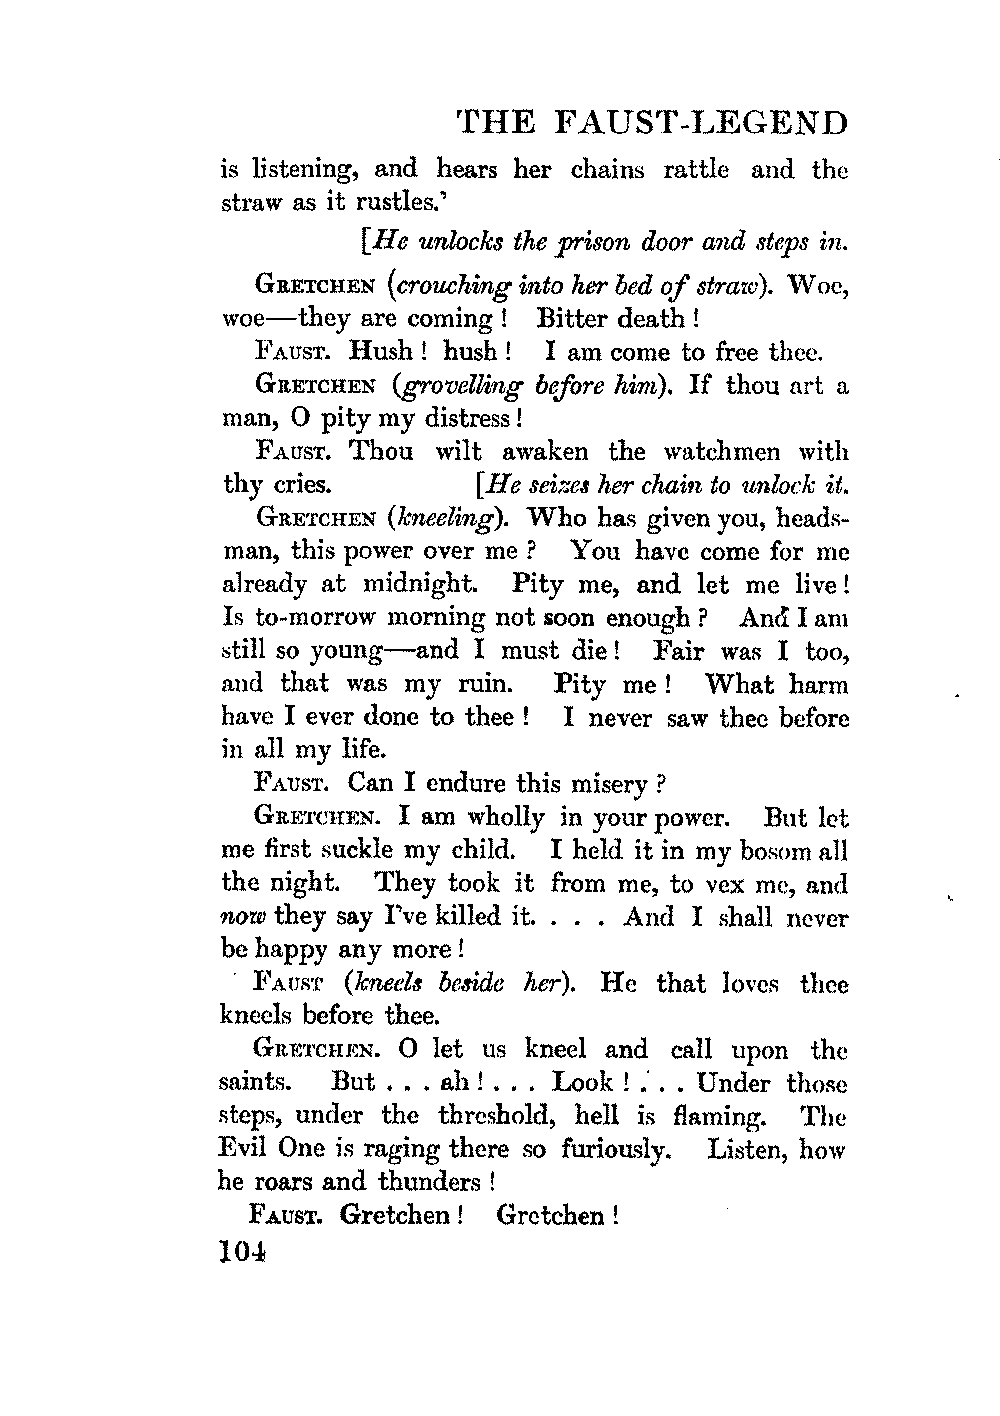 THE FAUST-LEGEND
is listening, and hears her chains rattle and the
straw as it rustles.'
[He unlocks the prison door and steps in.
GRETCHEN (crouching into her bed of straw). Woe,
woe—they are coming ! Bitter death !
FAUST. Hush ! hush ! I am come to free thee.
GRETCHEN (grovelling before him). If thou art a
man, O pity my distress !
FAUST. Thou wilt awaken the watchmen with
thy cries. [He seizes her chain to unlock it.
GRETCHEN (kneeling). Who has given you, heads-
man, this power over me ? You have come for me
already at midnight. Pity me, and let me live !
Is to-morrow morning not soon enough ? And I am
still so young—and I must die ! Fair was I too,
and that was my ruin. Pity me ! What harm
have I ever done to thee ! I never saw thee before
in all my life.
FAUST. Can I endure this misery ?
GRETCHEN. I am wholly in your power. But let
me first suckle my child. I held it in my bosom all
the night. They took it from me, to vex me, and
now they say I've killed it. . . . And I shall never
be happy any more !
FAUST (kneels beside her). He that loves thee
kneels before thee.
GRETCHEN. O let us kneel and call upon the
saints. But . . . ah ! . . . Look ! . . . Under those
steps, under the threshold, hell is flaming. The
Evil One is raging there so furiously. Listen, how
he roars and thunders !
FAUST. Gretchen ! Gretchen !
104